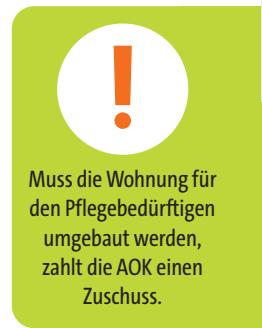 !
Muss die Wohnung für
den Pflegebedürftigen
umgebaut werden,
zahlt die AOK einen
Zuschuss.